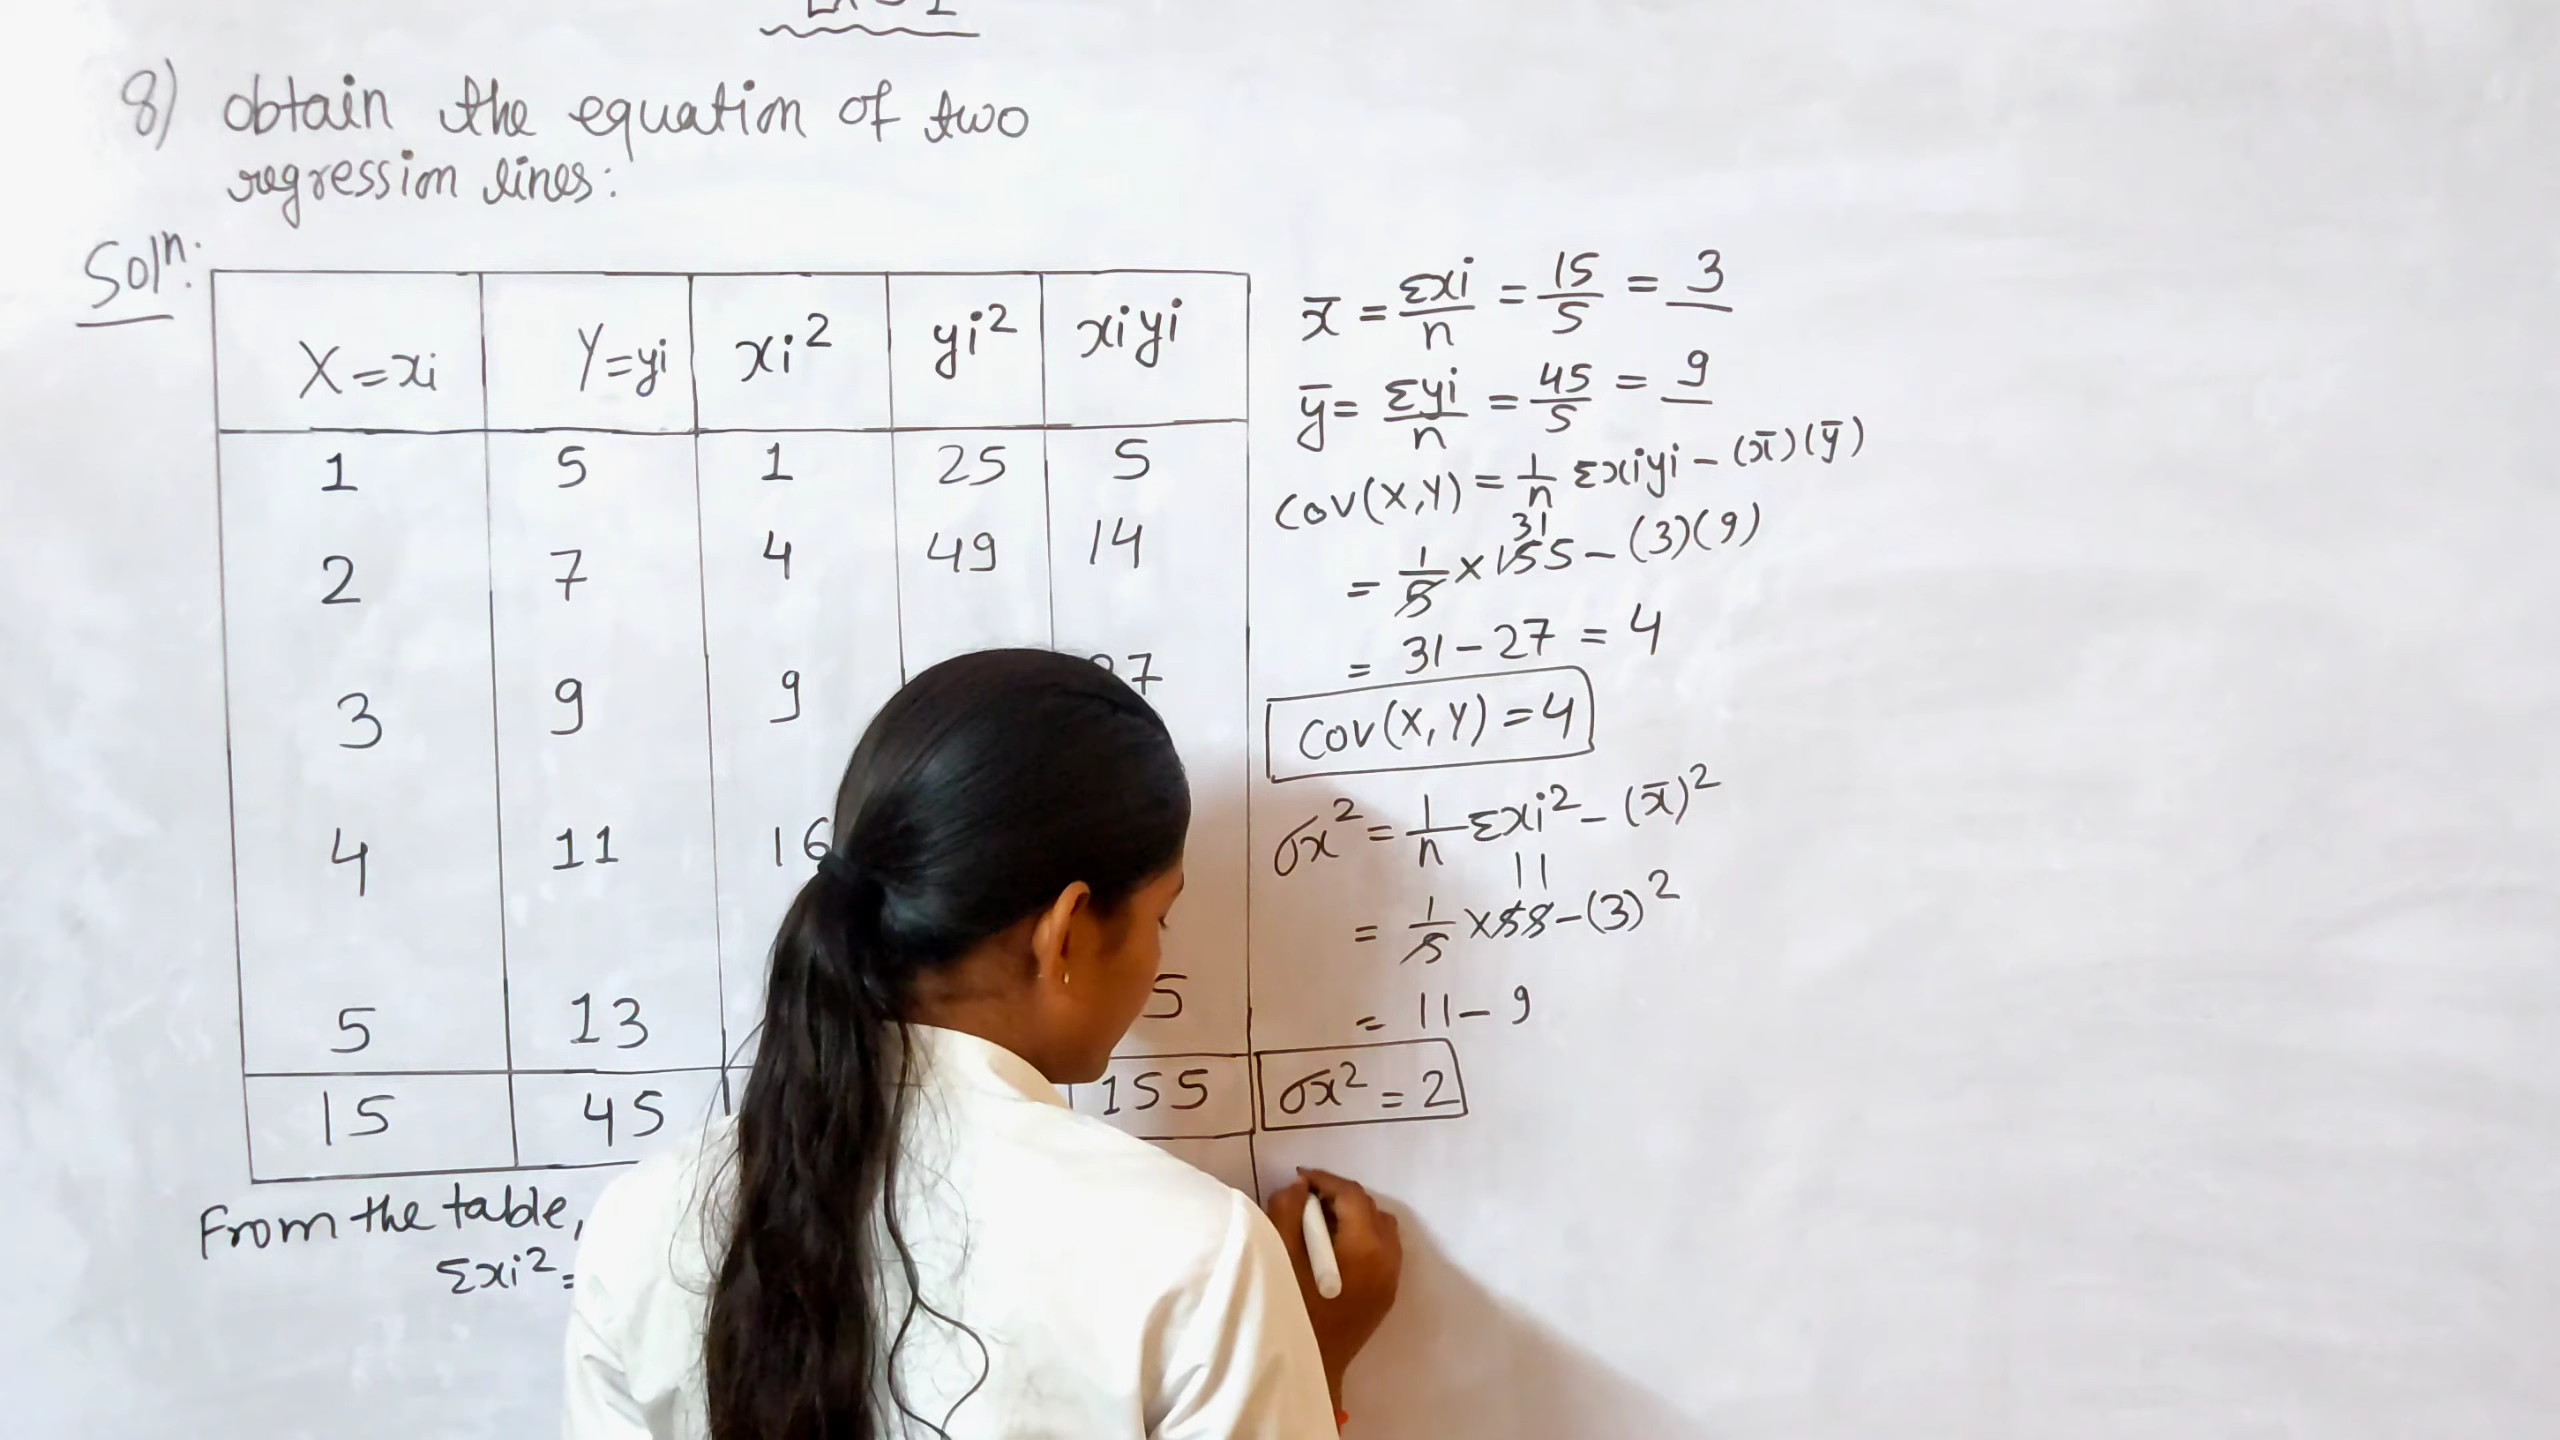 8) obtain the equation of two
regression lines:
Solⁿ:
X=xi Y=yi xi² yi² xiyi
1 5 1 25 5
2 7 4 49 14
3 9 9
4 11 16
5 13
15 45 155
From the table,
Σxi²=
x̄ = Σxi/n = 15/5 = 3
ȳ = Σyi/n = 45/5 = 9
cov(X,Y) = 1/n Σxiyi - (x̄)(ȳ)
31
= 1/5 × 155 - (3)(9)
= 31 - 27 = 4
cov(X,Y) = 4
σx² = 1/n Σxi² - (x̄)²
11
= 1/5 × 55 - (3)²
= 11 - 9
σx² = 2